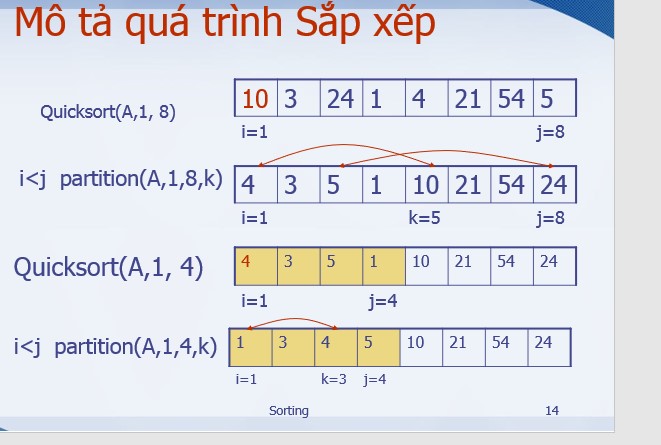 Mô tả quá trình Sắp xếp
Quicksort(A,1, 8)
10 3 24 1 4 21 54 5
i=1 j=8
i<j partition(A,1,8,k)
4 3 5 1 10 21 54 24
i=1 k=5 j=8
Quicksort(A,1, 4)
4 3 5 1 10 21 54 24
i=1 j=4
i<j partition(A,1,4,k)
1 3 4 5 10 21 54 24
i=1 k=3 j=4
Sorting 14